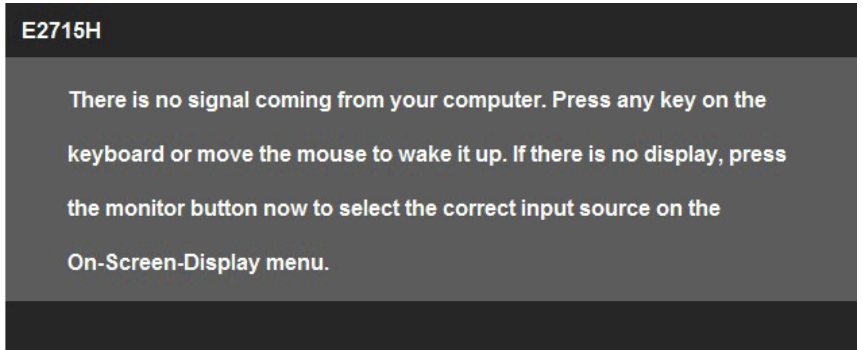 E2715H
There is no signal coming from your computer. Press any key on the
keyboard or move the mouse to wake it up. If there is no display, press
the monitor button now to select the correct input source on the
On-Screen-Display menu.